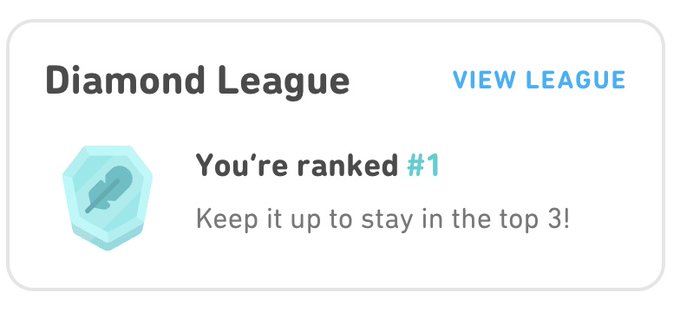 Diamond League
VIEW LEAGUE
You’re ranked #1
Keep it up to stay in the top 3!